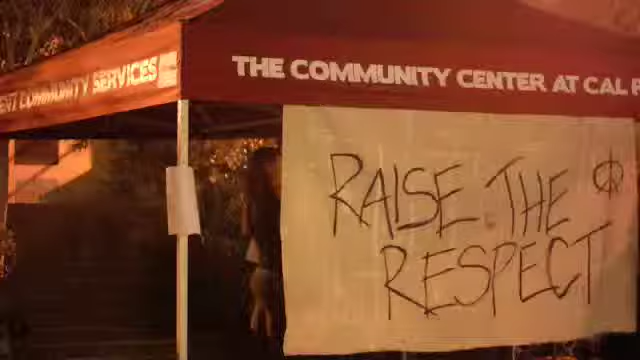 ENT COMMUNITY SERVICES
THE COMMUNITY CENTER AT CAL P
RAISE THE
RESPECT